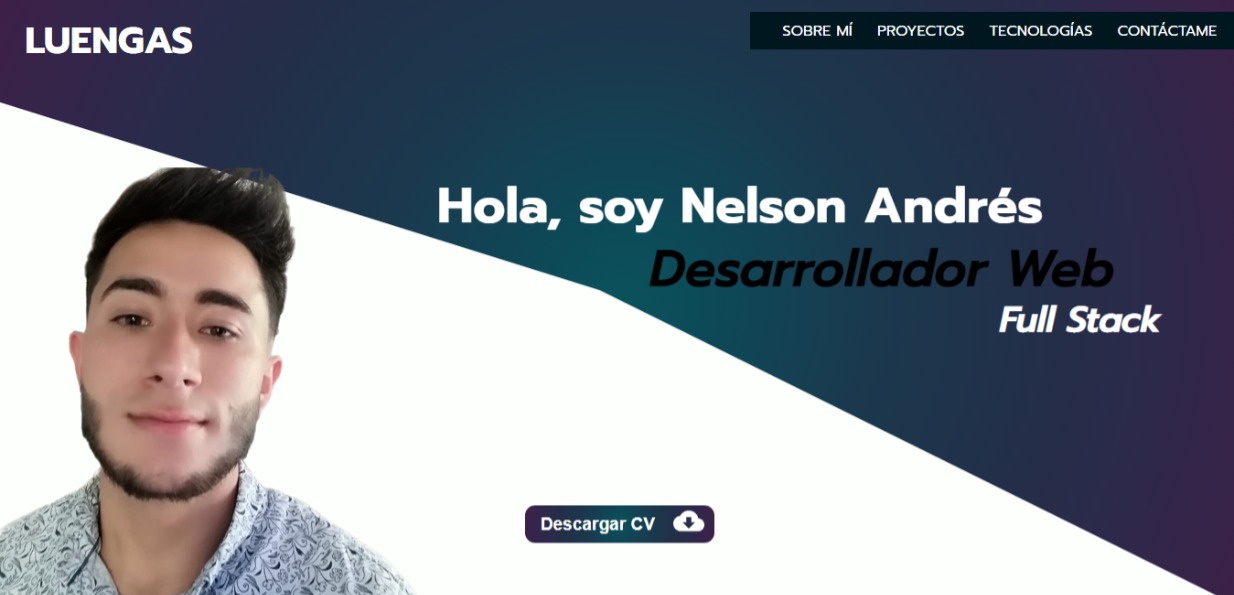 LUENGAS
SOBRE MÍ PROYECTOS TECNOLOGÍAS CONTÁCTAME
Hola, soy Nelson Andrés
Desarrollador Web
Full Stack
Descargar CV